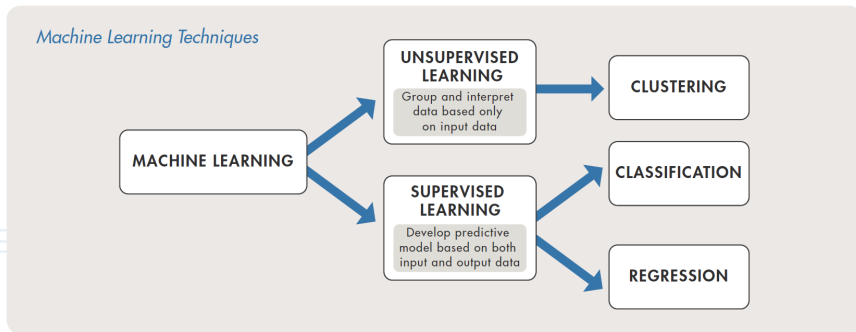 Machine Learning Techniques
UNSUPERVISED
LEARNING
Group and interpret
data based only
on input data
CLUSTERING
MACHINE LEARNING
CLASSIFICATION
SUPERVISED
LEARNING
Develop predictive
model based on both
input and output data
REGRESSION